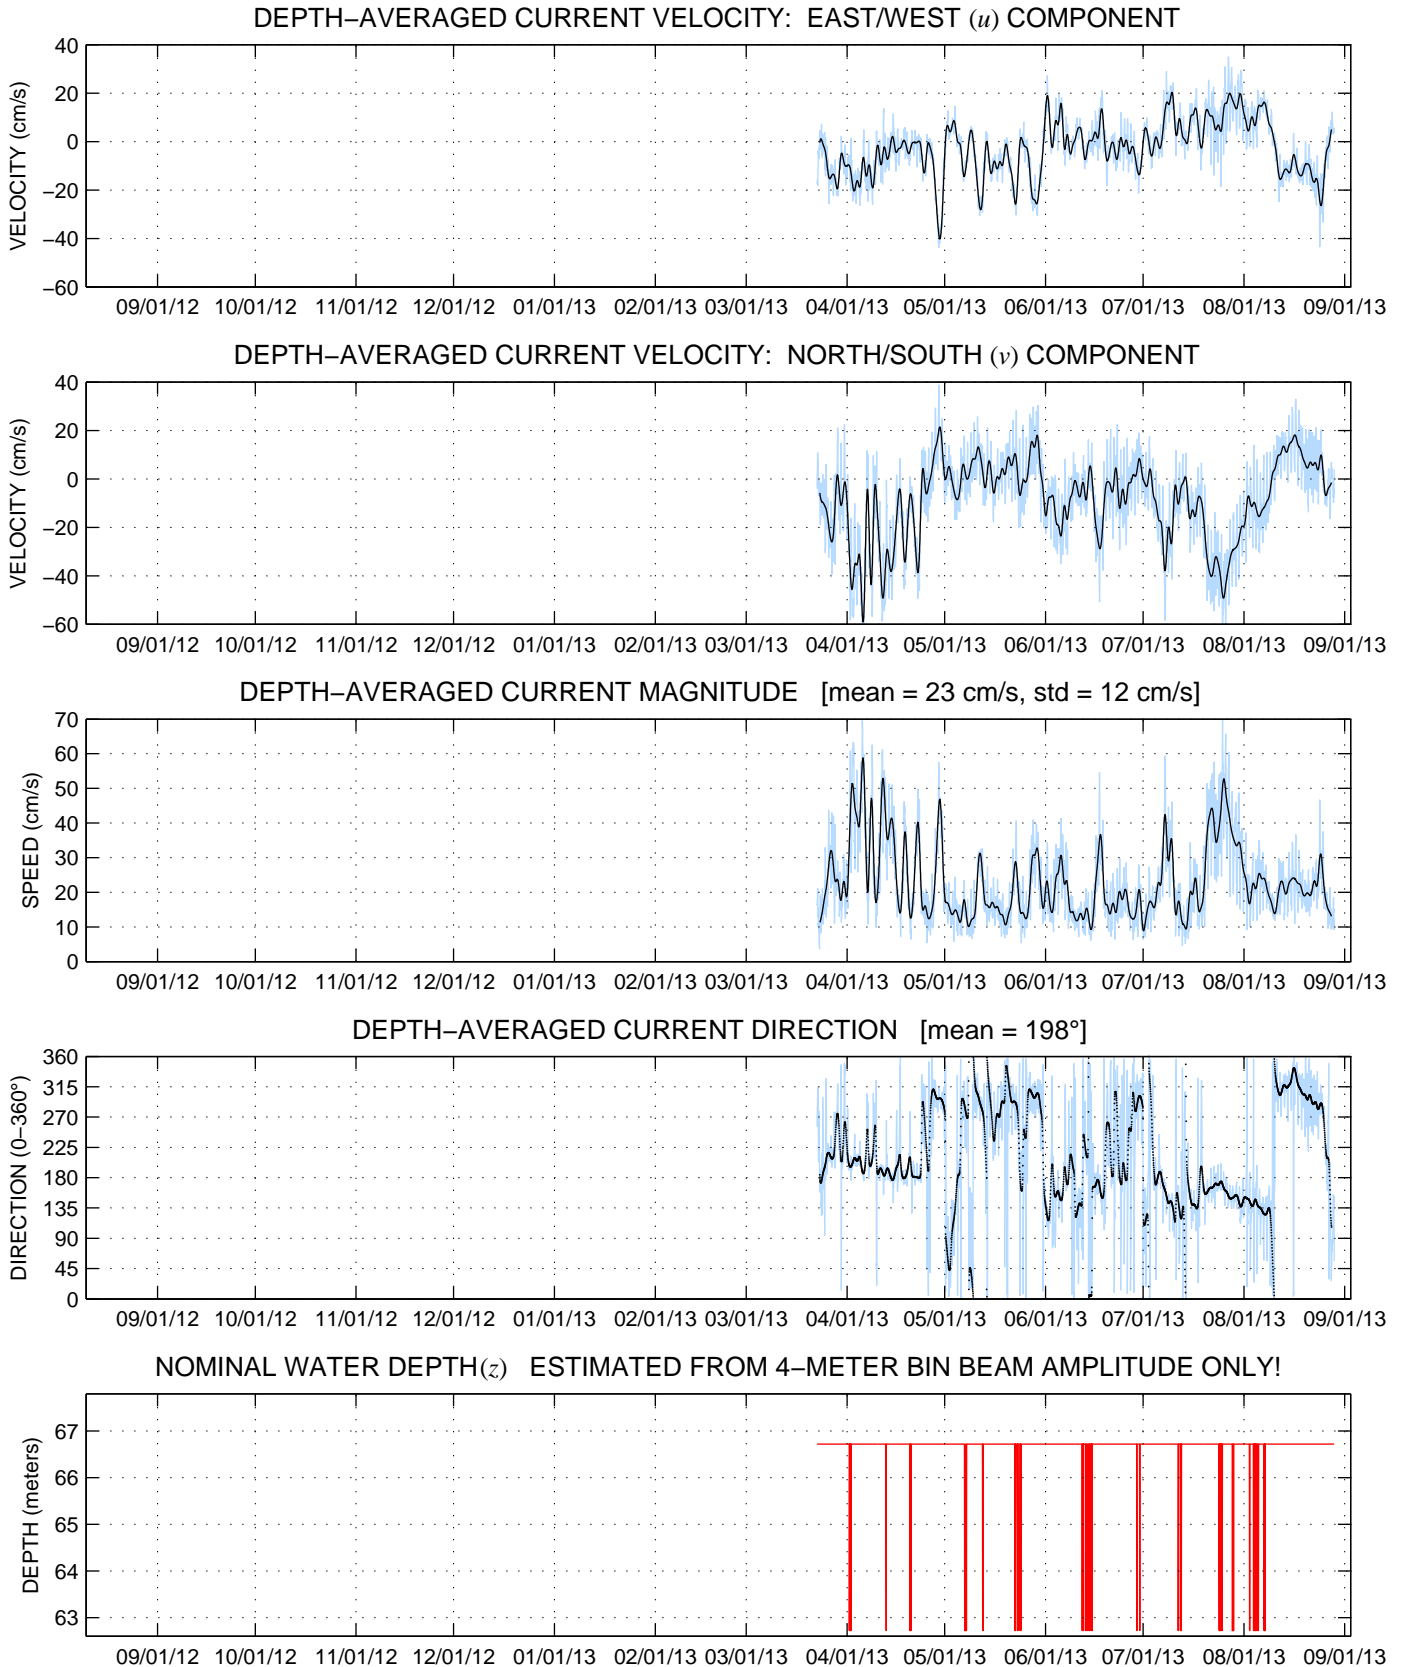 DEPTH−AVERAGED CURRENT VELOCITY: EAST/WEST (u) COMPONENT
VELOCITY (cm/s)
40
20
0
−20
−40
−60
09/01/12 10/01/12 11/01/12 12/01/12 01/01/13 02/01/13 03/01/13 04/01/13 05/01/13 06/01/13 07/01/13 08/01/13 09/01/13
DEPTH−AVERAGED CURRENT VELOCITY: NORTH/SOUTH (v) COMPONENT
VELOCITY (cm/s)
40
20
0
−20
−40
−60
09/01/12 10/01/12 11/01/12 12/01/12 01/01/13 02/01/13 03/01/13 04/01/13 05/01/13 06/01/13 07/01/13 08/01/13 09/01/13
DEPTH−AVERAGED CURRENT MAGNITUDE [mean = 23 cm/s, std = 12 cm/s]
SPEED (cm/s)
70
60
50
40
30
20
10
0
09/01/12 10/01/12 11/01/12 12/01/12 01/01/13 02/01/13 03/01/13 04/01/13 05/01/13 06/01/13 07/01/13 08/01/13 09/01/13
DEPTH−AVERAGED CURRENT DIRECTION [mean = 198°]
DIRECTION (0−360°)
360
315
270
225
180
135
90
45
0
09/01/12 10/01/12 11/01/12 12/01/12 01/01/13 02/01/13 03/01/13 04/01/13 05/01/13 06/01/13 07/01/13 08/01/13 09/01/13
NOMINAL WATER DEPTH(z) ESTIMATED FROM 4−METER BIN BEAM AMPLITUDE ONLY!
DEPTH (meters)
67
66
65
64
63
09/01/12 10/01/12 11/01/12 12/01/12 01/01/13 02/01/13 03/01/13 04/01/13 05/01/13 06/01/13 07/01/13 08/01/13 09/01/13